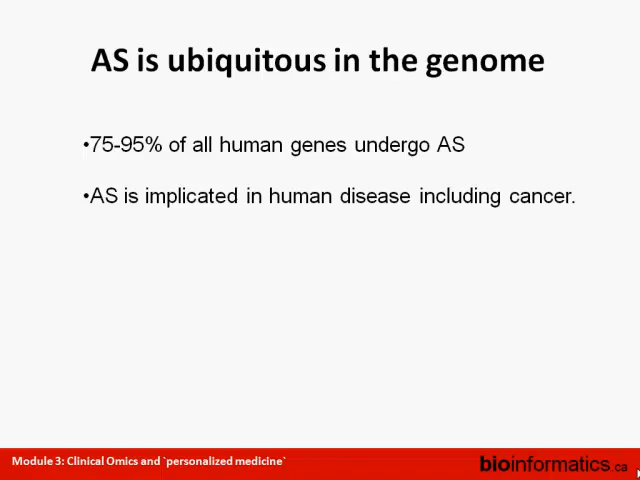 AS is ubiquitous in the genome
•75-95% of all human genes undergo AS
•AS is implicated in human disease including cancer.
Module 3: Clinical Omics and `personalized medicine`
bioinformatics.ca